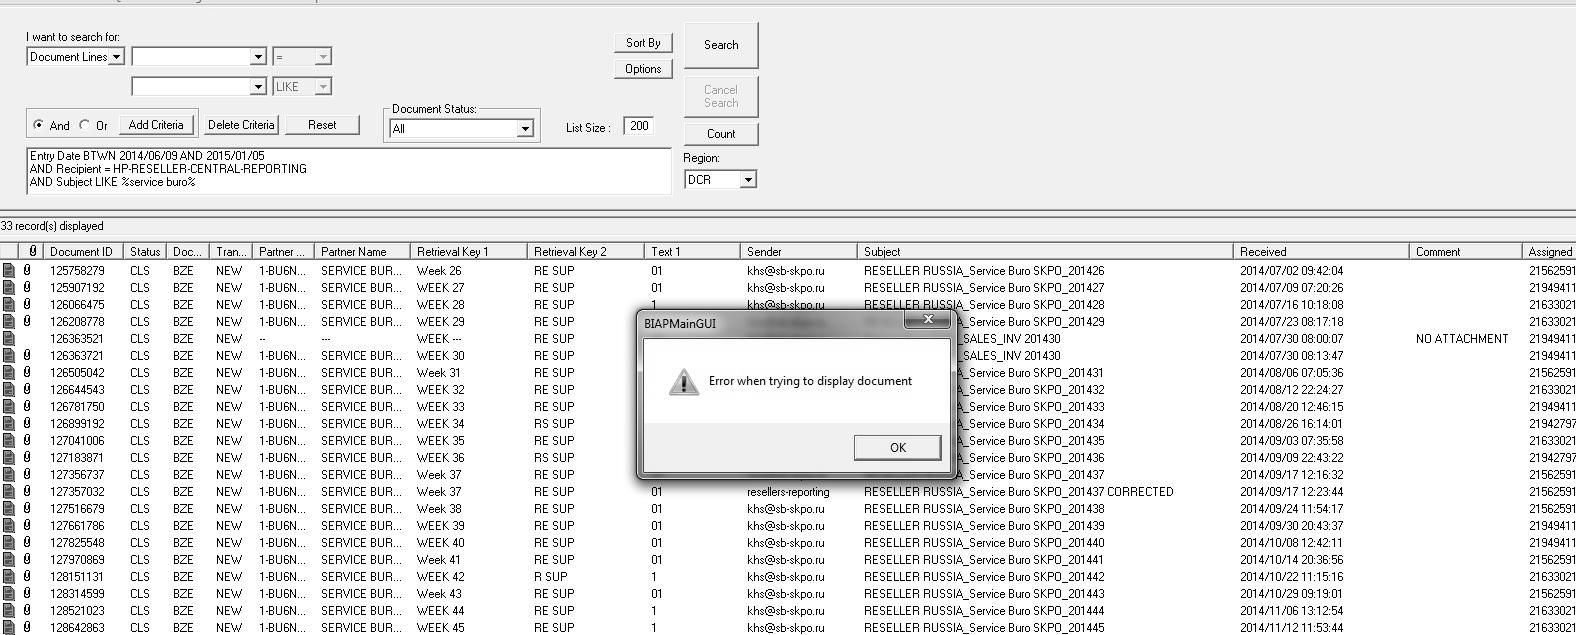 I want to search for:
Document Lines =
LIKE
Sort By
Options
Search
Cancel Search
And Or Add Criteria Delete Criteria Reset
Document Status:
All
List Size : 200
Count
Region:
DCR
Entry Date BTWN 2014/06/09 AND 2015/01/05
AND Recipient = HP-RESELLER-CENTRAL-REPORTING
AND Subject LIKE %service buro%
33 record(s) displayed
Document ID Status Doc... Tran... Partner ... Partner Name Retrieval Key 1 Retrieval Key 2 Text 1 Sender Subject Received Comment Assigned
125758279 CLS BZE NEW 1-BU6N... SERVICE BUR... Week 26 RE SUP 01 khs@sb-skpo.ru RESELLER RUSSIA_Service Buro SKPO_201426 2014/07/02 09:42:04 21562591
125907192 CLS BZE NEW 1-BU6N... SERVICE BUR... WEEK 27 RE SUP 01 khs@sb-skpo.ru RESELLER RUSSIA_Service Buro SKPO_201427 2014/07/09 07:20:26 21949411
126066475 CLS BZE NEW 1-BU6N... SERVICE BUR... WEEK 28 RE SUP 1 khs@sb-skpo.ru RESELLER RUSSIA_Service Buro SKPO_201428 2014/07/16 10:18:08 21633021
126208778 CLS BZE NEW 1-BU6N... SERVICE BUR... WEEK 29 RE SUP A_Service Buro SKPO_201429 2014/07/23 08:17:18 21633021
126363521 CLS BZE NEW -- --- WEEK --- RE SUP _SALES_INV 201430 2014/07/30 08:00:07 NO ATTACHMENT 21949411
126363721 CLS BZE NEW 1-BU6N... SERVICE BUR... WEEK 30 RE SUP _SALES_INV 201430 2014/07/30 08:13:47 21949411
126505042 CLS BZE NEW 1-BU6N... SERVICE BUR... Week 31 RE SUP A_Service Buro SKPO_201431 2014/08/06 07:05:36 21562591
126644543 CLS BZE NEW 1-BU6N... SERVICE BUR... WEEK 32 RE SUP A_Service Buro SKPO_201432 2014/08/12 22:24:27 21633021
126781750 CLS BZE NEW 1-BU6N... SERVICE BUR... WEEK 33 RE SUP A_Service Buro SKPO_201433 2014/08/20 12:46:15 21949411
126899192 CLS BZE NEW 1-BU6N... SERVICE BUR... WEEK 34 RS SUP A_Service Buro SKPO_201434 2014/08/26 16:14:01 21942797
127041006 CLS BZE NEW 1-BU6N... SERVICE BUR... WEEK 35 RE SUP A_Service Buro SKPO_201435 2014/09/03 07:35:58 21633021
127183871 CLS BZE NEW 1-BU6N... SERVICE BUR... WEEK 36 RS SUP A_Service Buro SKPO_201436 2014/09/09 22:43:22 21942797
127356737 CLS BZE NEW 1-BU6N... SERVICE BUR... Week 37 RE SUP A_Service Buro SKPO_201437 2014/09/17 12:16:32 21562591
127357032 CLS BZE NEW 1-BU6N... SERVICE BUR... Week 37 RE SUP 01 resellers-reporting RESELLER RUSSIA_Service Buro SKPO_201437 CORRECTED 2014/09/17 12:23:44 21562591
127516679 CLS BZE NEW 1-BU6N... SERVICE BUR... Week 38 RE SUP 01 khs@sb-skpo.ru RESELLER RUSSIA_Service Buro SKPO_201438 2014/09/24 11:54:17 21562591
127661786 CLS BZE NEW 1-BU6N... SERVICE BUR... WEEK 39 RE SUP 01 khs@sb-skpo.ru RESELLER RUSSIA_Service Buro SKPO_201439 2014/09/30 20:43:37 21949411
127825548 CLS BZE NEW 1-BU6N... SERVICE BUR... WEEK 40 RE SUP 01 khs@sb-skpo.ru RESELLER RUSSIA_Service Buro SKPO_201440 2014/10/08 12:42:11 21949411
127970869 CLS BZE NEW 1-BU6N... SERVICE BUR... Week 41 RE SUP 01 khs@sb-skpo.ru RESELLER RUSSIA_Service Buro SKPO_201441 2014/10/14 20:36:56 21562591
128151131 CLS BZE NEW 1-BU6N... SERVICE BUR... WEEK 42 R SUP 1 khs@sb-skpo.ru RESELLER RUSSIA_Service Buro SKPO_201442 2014/10/22 11:15:16 21633021
128314599 CLS BZE NEW 1-BU6N... SERVICE BUR... Week 43 RE SUP 01 khs@sb-skpo.ru RESELLER RUSSIA_Service Buro SKPO_201443 2014/10/29 09:19:01 21562591
128521023 CLS BZE NEW 1-BU6N... SERVICE BUR... WEEK 44 RE SUP 1 khs@sb-skpo.ru RESELLER RUSSIA_Service Buro SKPO_201444 2014/11/06 13:12:54 21633021
128642863 CLS BZE NEW 1-BU6N... SERVICE BUR... WEEK 45 RE SUP 1 khs@sb-skpo.ru RESELLER RUSSIA_Service Buro SKPO_201445 2014/11/12 11:53:44 21633021
BIAPMainGUI
Error when trying to display document
OK